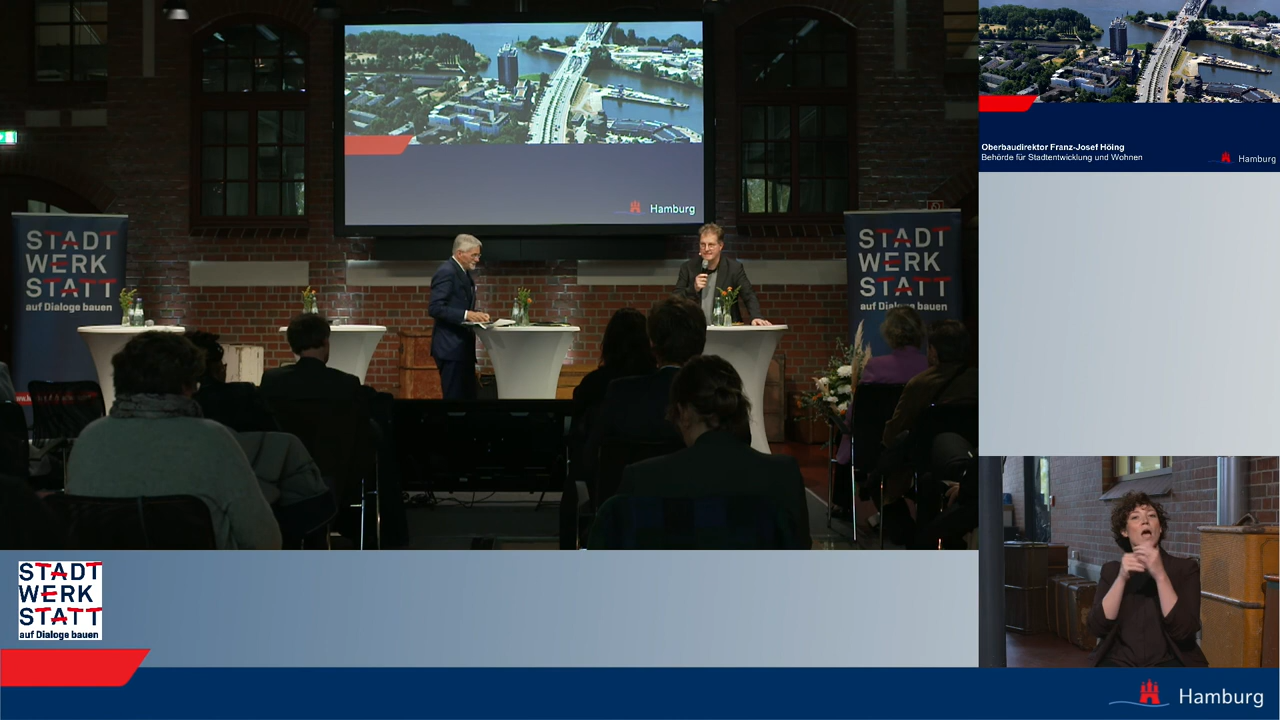 Hamburg
STADT
WERK
STATT
auf Dialoge bauen
STADT
WERK
STATT
auf Dialoge bauen
Oberbaudirektor Franz-Josef Höing
Behörde für Stadtentwicklung und Wohnen
Hamburg
STADT
WERK
STATT
auf Dialoge bauen
Hamburg